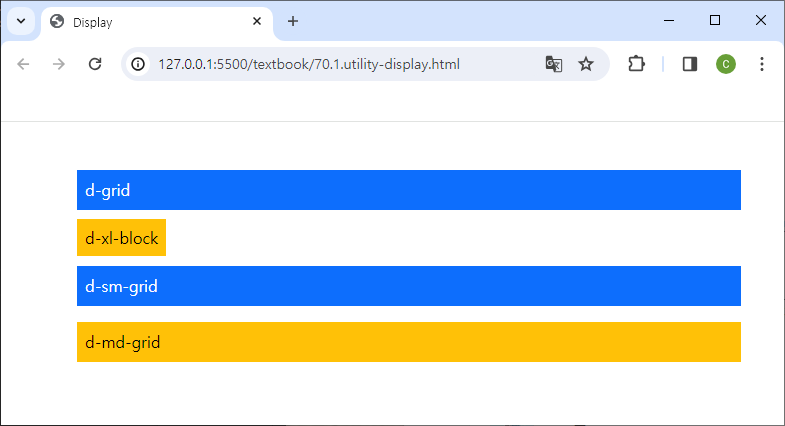 Display
127.0.0.1:5500/textbook/70.1.utility-display.html
C
d-grid
d-xl-block
d-sm-grid
d-md-grid